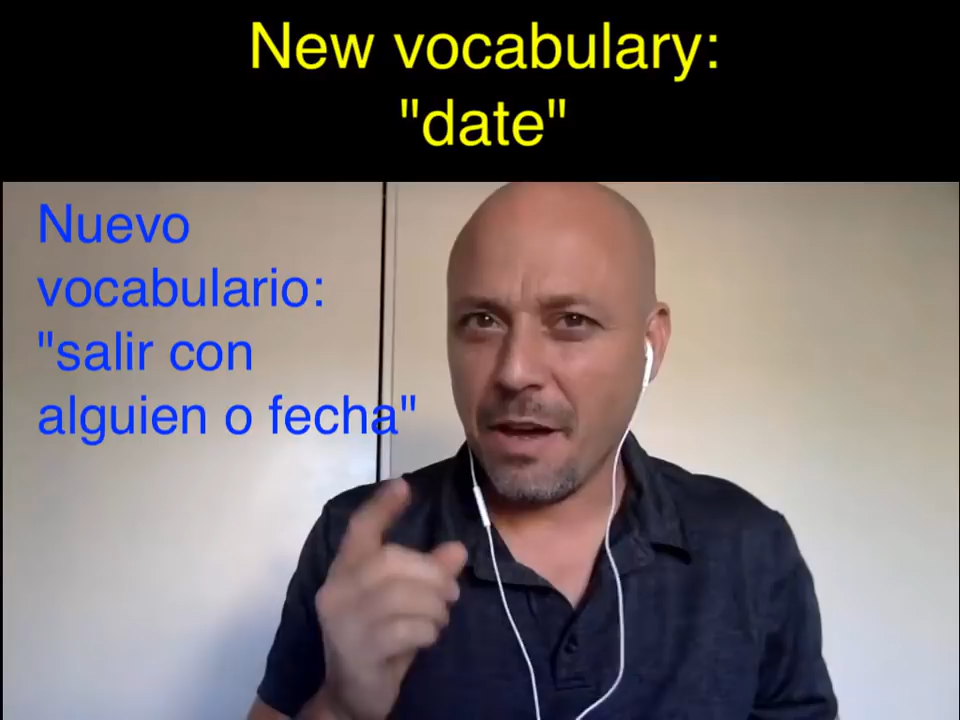 New vocabulary:
"date"
Nuevo
vocabulario:
"salir con
alguien o fecha"